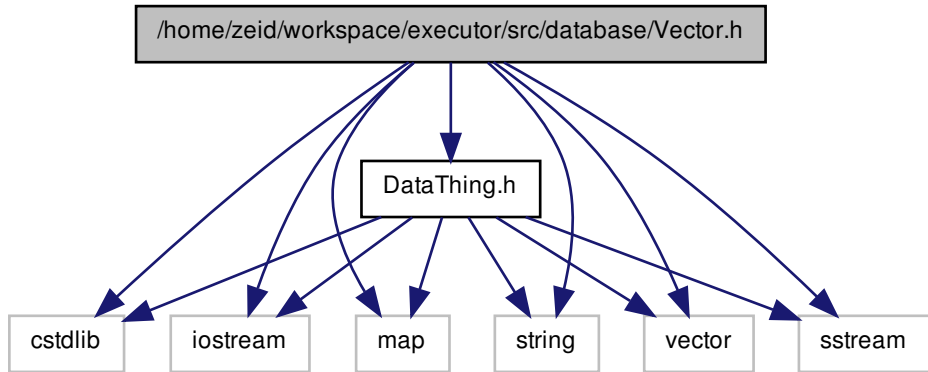 /home/zeid/workspace/executor/src/database/Vector.h
DataThing.h
cstdlib
iostream
map
string
vector
sstream